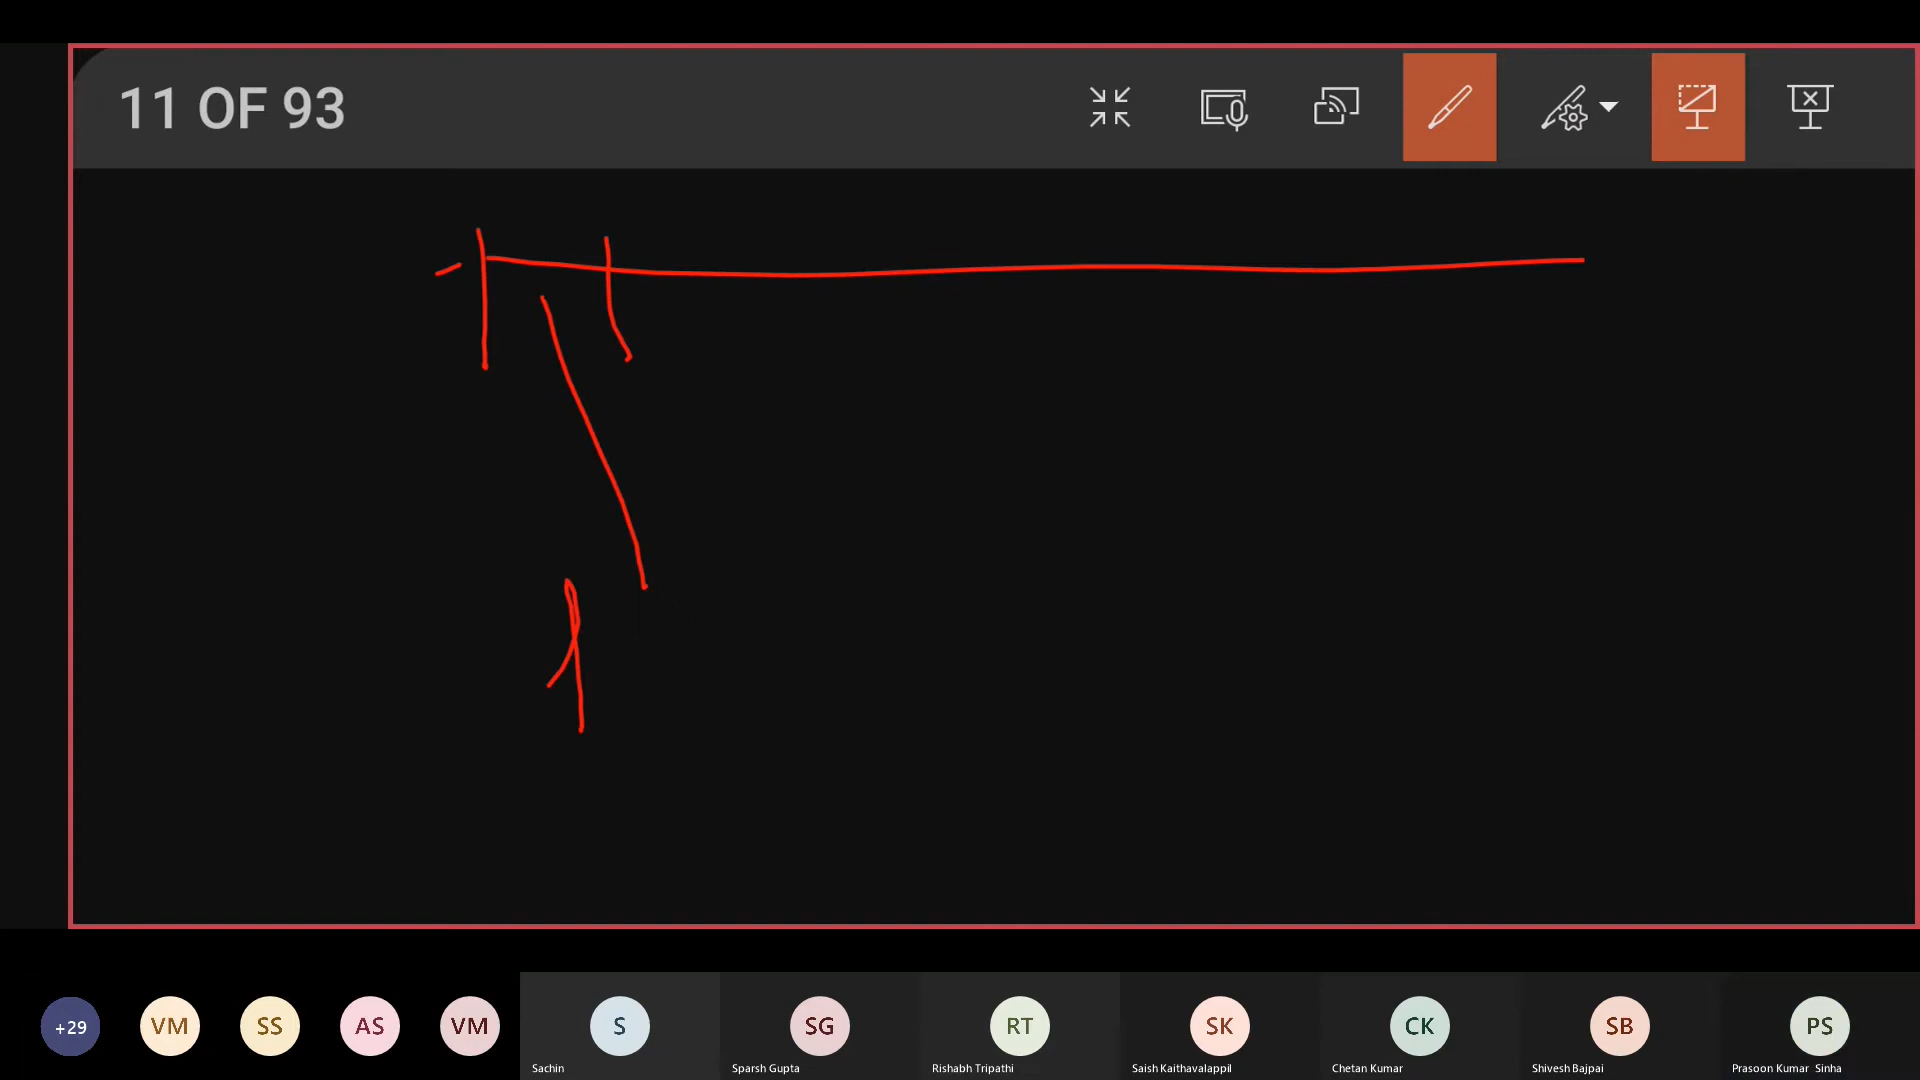 11 OF 93
+29
VM
SS
AS
VM
S
SG
RT
SK
CK
SB
PS
Sachin
Sparsh Gupta
Rishabh Tripathi
Saish Kaithavalappil
Chetan Kumar
Shivesh Bajpai
Prasoon Kumar Sinha